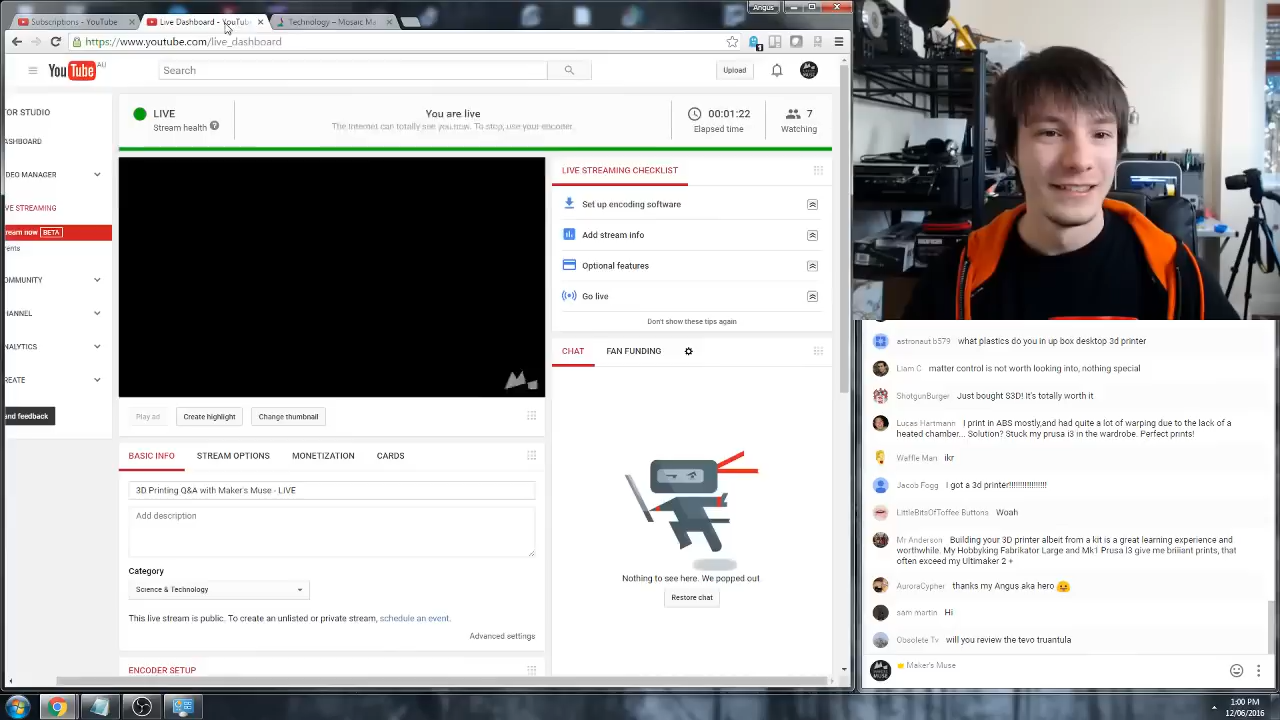 Subscriptions - YouTube
Live Dashboard - YouTu
Technology – Mosaic Ma
Angus
https://www.youtube.com/live_dashboard
YouTube AU
Search
Upload
TOR STUDIO
LIVE
Stream health
You are live
The Internet can totally see you now. To stop, use your encoder.
00:01:22
Elapsed time
7
Watching
ASHBOARD
IDEO MANAGER
VE STREAMING
ream now BETA
vents
OMMUNITY
HANNEL
NALYTICS
REATE
and feedback
LIVE STREAMING CHECKLIST
Set up encoding software
Add stream info
Optional features
Go live
Don't show these tips again
CHAT
FAN FUNDING
Nothing to see here. We popped out.
Restore chat
Play ad
Create highlight
Change thumbnail
BASIC INFO
STREAM OPTIONS
MONETIZATION
CARDS
3D Printing Q&A with Maker's Muse - LIVE
Add description
Category
Science & Technology
This live stream is public. To create an unlisted or private stream, schedule an event.
Advanced settings
ENCODER SETUP
astronaut b579 what plastics do you in up box desktop 3d printer
Liam C matter control is not worth looking into, nothing special
ShotgunBurger Just bought S3D! It's totally worth it
Lucas Hartmann I print in ABS mostly,and had quite a lot of warping due to the lack of a
heated chamber... Solution? Stuck my prusa i3 in the wardrobe. Perfect prints!
Waffle Man ikr
Jacob Fogg I got a 3d printer!!!!!!!!!!!!!!!!
LittleBitsOfToffee Buttons Woah
Mr Anderson Building your 3D printer albeit from a kit is a great learning experience and
worthwhile. My Hobbyking Fabrikator Large and Mk1 Prusa I3 give me briiiant prints, that
often exceed my Ultimaker 2 +
AuroraCypher thanks my Angus aka hero
sam martin Hi
Obsolete Tv will you review the tevo truantula
Maker's Muse
1:00 PM
12/06/2016